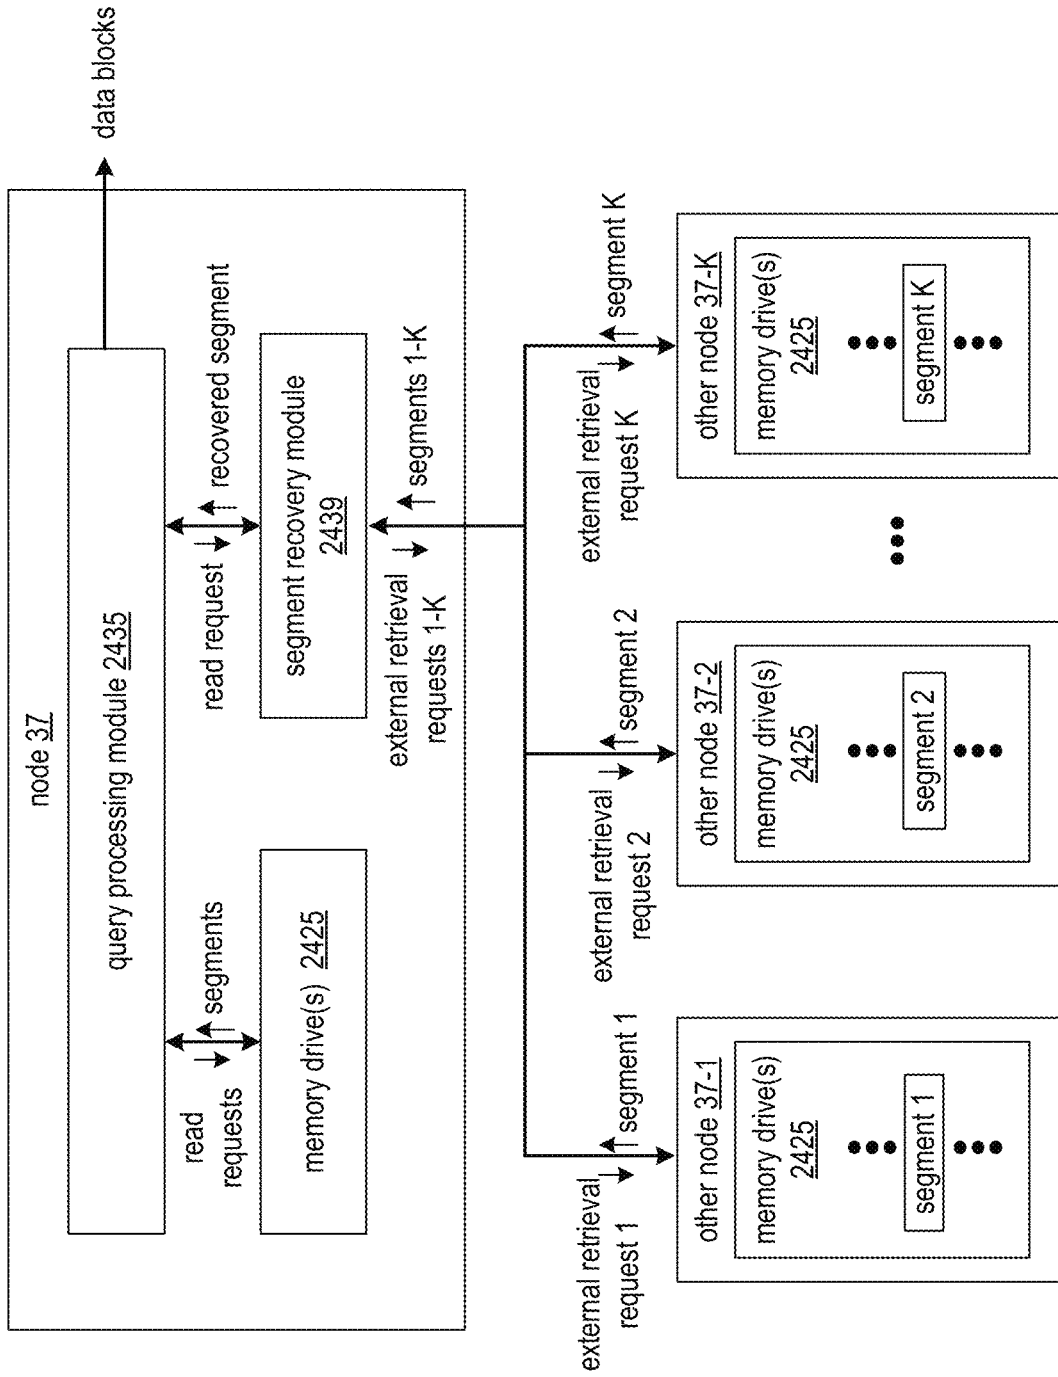 node 37
query processing module 2435
data blocks
read
requests
segments
read request
recovered segment
memory drive(s) 2425
segment recovery module
2439
external retrieval
requests 1-K
segments 1-K
external retrieval
request 1
segment 1
external retrieval
request 2
segment 2
external retrieval
request K
segment K
other node 37-1
memory drive(s)
2425
segment 1
other node 37-2
memory drive(s)
2425
segment 2
other node 37-K
memory drive(s)
2425
segment K